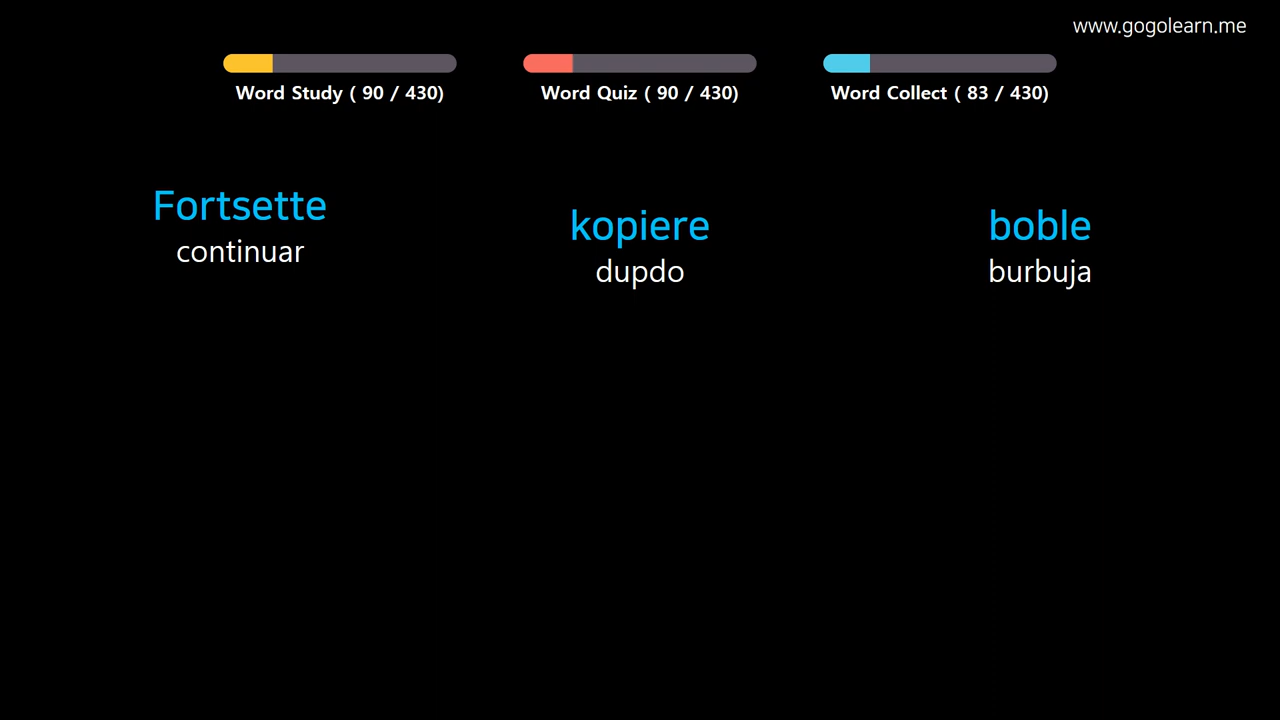 www.gogolearn.me
Word Study ( 90 / 430)
Word Quiz ( 90 / 430)
Word Collect ( 83 / 430)
Fortsette
continuar
kopiere
dupdo
boble
burbuja